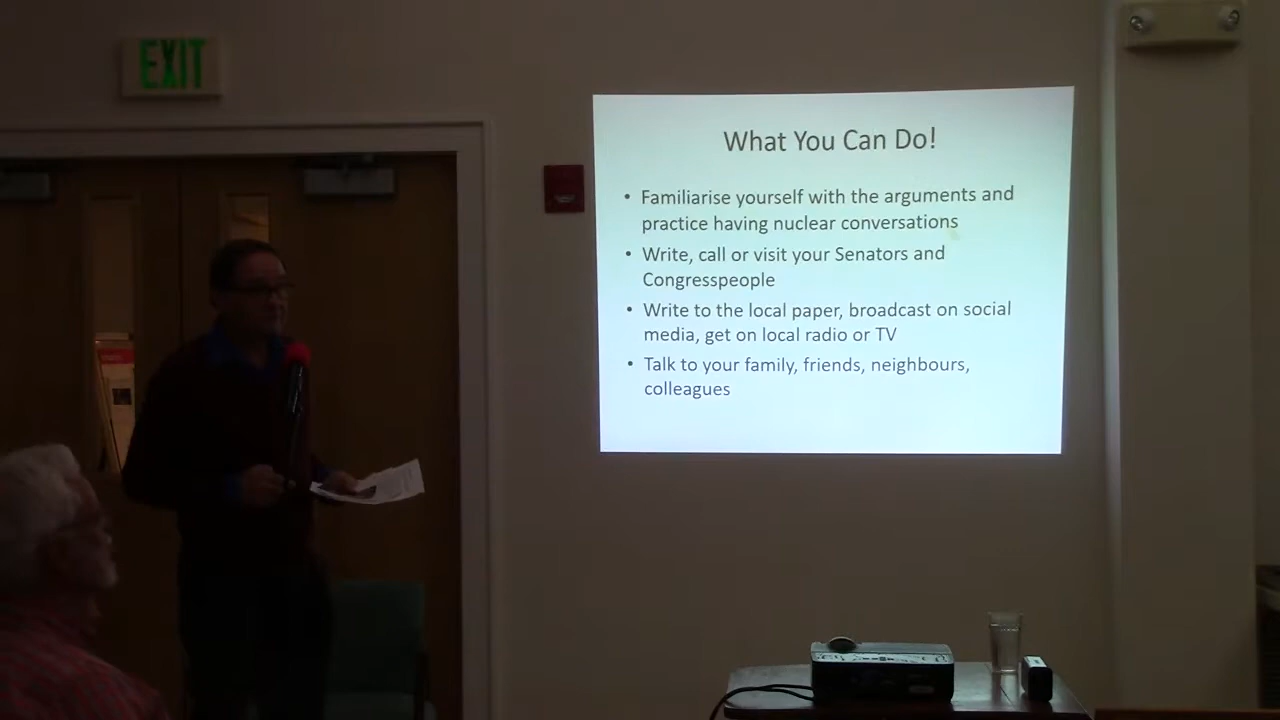 EXIT
What You Can Do!
• Familiarise yourself with the arguments and
practice having nuclear conversations
• Write, call or visit your Senators and
Congresspeople
• Write to the local paper, broadcast on social
media, get on local radio or TV
• Talk to your family, friends, neighbours,
colleagues